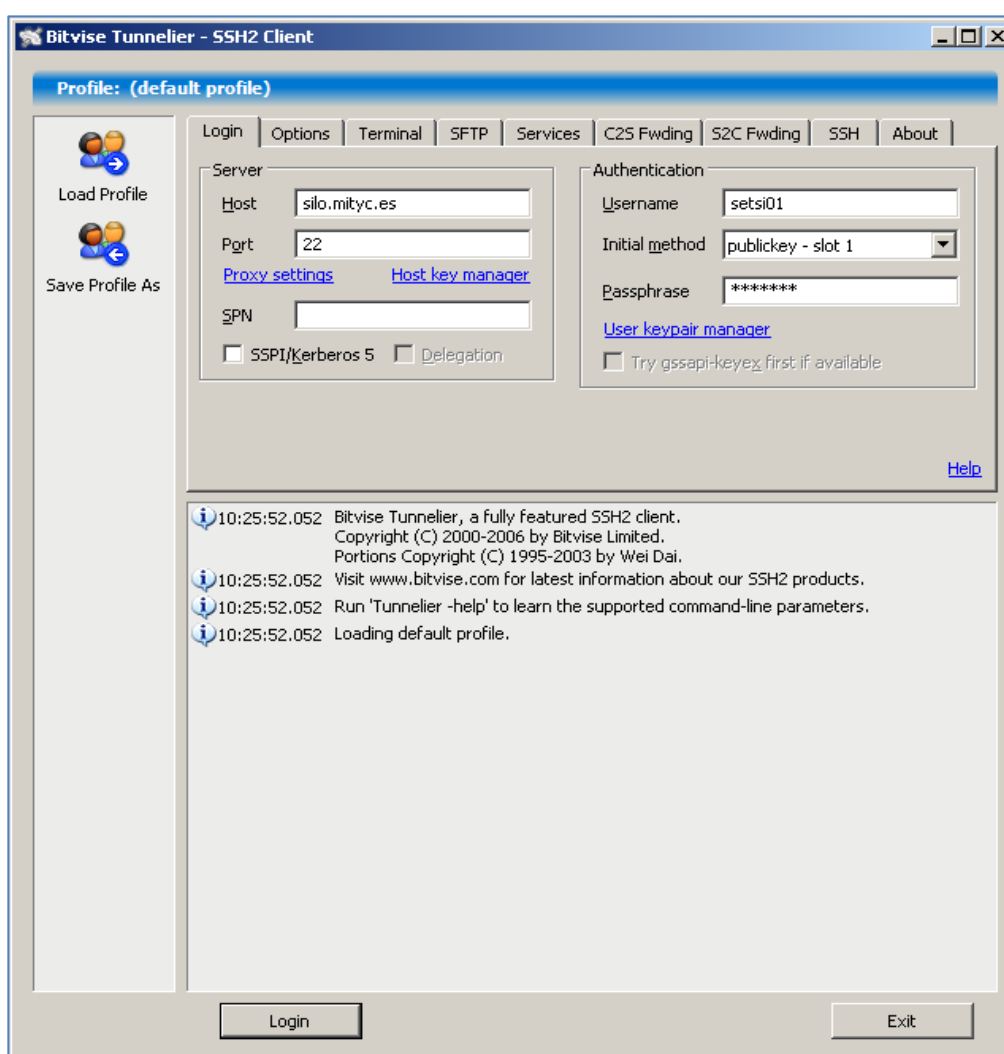 Bitvise Tunnelier - SSH2 Client
Profile: (default profile)
Load Profile
Save Profile As
Login Options Terminal SFTP Services C2S Fwding S2C Fwding SSH About
Server
Host silo.mityc.es
Port 22
Proxy settings Host key manager
SPN
SSPI/Kerberos 5 Delegation
Authentication
Username setsi01
Initial method publickey - slot 1
Passphrase *******
User keypair manager
Try gssapi-keyex first if available
Help
10:25:52.052 Bitvise Tunnelier, a fully featured SSH2 client.
Copyright (C) 2000-2006 by Bitvise Limited.
Portions Copyright (C) 1995-2003 by Wei Dai.
10:25:52.052 Visit www.bitvise.com for latest information about our SSH2 products.
10:25:52.052 Run 'Tunnelier -help' to learn the supported command-line parameters.
10:25:52.052 Loading default profile.
Login Exit